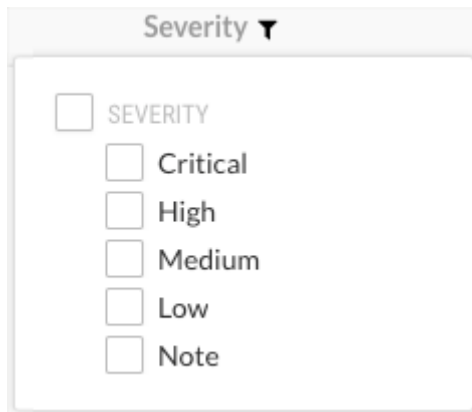 Severity
SEVERITY
Critical
High
Medium
Low
Note